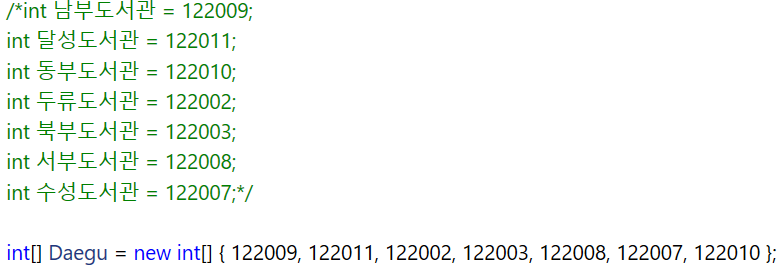 /*int 남부도서관 = 122009;
int 달성도서관 = 122011;
int 동부도서관 = 122010;
int 두류도서관 = 122002;
int 북부도서관 = 122003;
int 서부도서관 = 122008;
int 수성도서관 = 122007;*/
int[] Daegu = new int[] { 122009, 122011, 122002, 122003, 122008, 122007, 122010 };